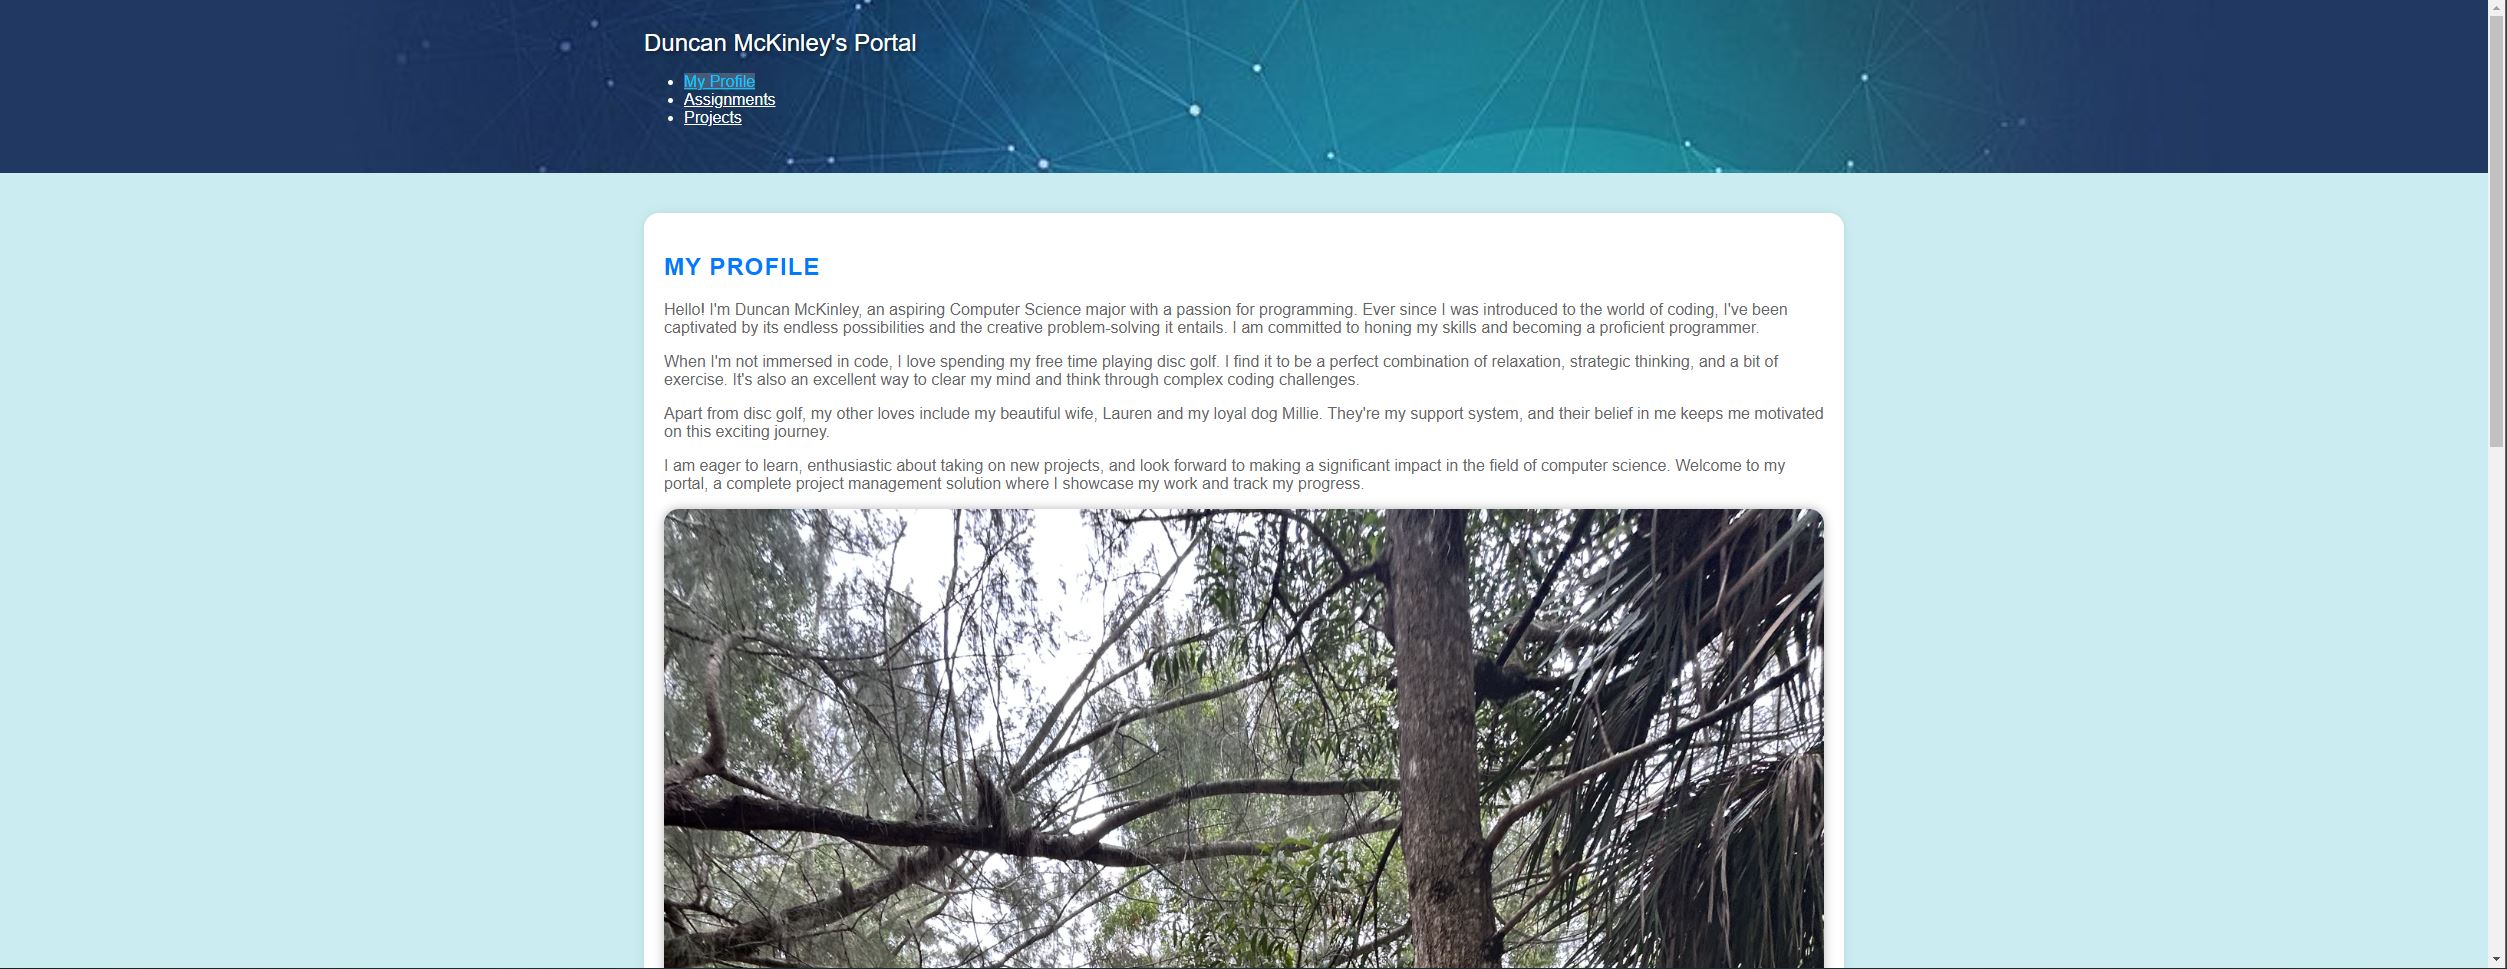 Duncan McKinley's Portal
My Profile
Assignments
Projects
MY PROFILE
Hello! I'm Duncan McKinley, an aspiring Computer Science major with a passion for programming. Ever since I was introduced to the world of coding, I've been
captivated by its endless possibilities and the creative problem-solving it entails. I am committed to honing my skills and becoming a proficient programmer.
When I'm not immersed in code, I love spending my free time playing disc golf. I find it to be a perfect combination of relaxation, strategic thinking, and a bit of
exercise. It's also an excellent way to clear my mind and think through complex coding challenges.
Apart from disc golf, my other loves include my beautiful wife, Lauren and my loyal dog Millie. They're my support system, and their belief in me keeps me motivated
on this exciting journey.
I am eager to learn, enthusiastic about taking on new projects, and look forward to making a significant impact in the field of computer science. Welcome to my
portal, a complete project management solution where I showcase my work and track my progress.